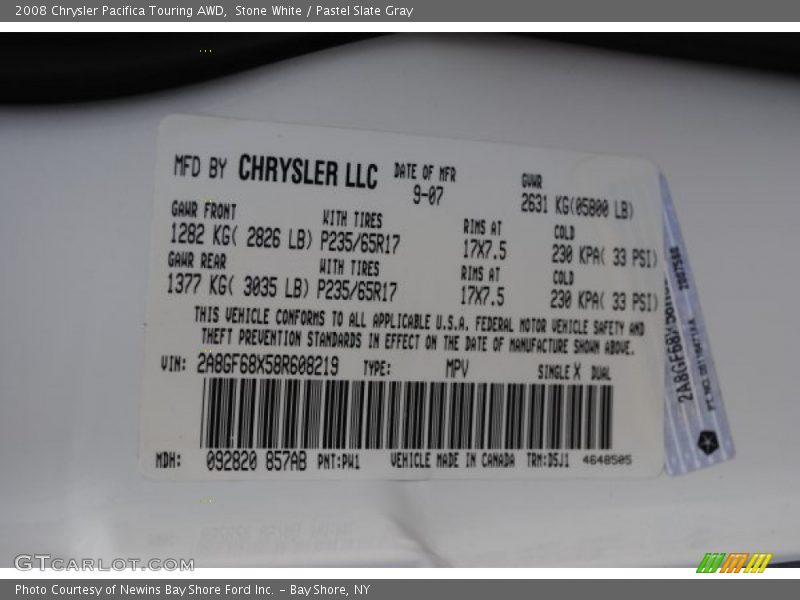 2008 Chrysler Pacifica Touring AWD, Stone White / Pastel Slate Gray
MFD BY CHRYSLER LLC DATE OF MFR GVWR
9-07 2631 KG(05800 LB)
GAWR FRONT WITH TIRES RIMS AT COLD
1282 KG( 2826 LB) P235/65R17 17X7.5 230 KPA( 33 PSI)
GAWR REAR WITH TIRES RIMS AT COLD
1377 KG( 3035 LB) P235/65R17 17X7.5 230 KPA( 33 PSI)
THIS VEHICLE CONFORMS TO ALL APPLICABLE U.S.A. FEDERAL MOTOR VEHICLE SAFETY AND
THEFT PREVENTION STANDARDS IN EFFECT ON THE DATE OF MANUFACTURE SHOWN ABOVE.
VIN: 2A8GF68X58R608219 TYPE: MPV SINGLE X DUAL
MDH: 092820 857AB PNT:PW1 VEHICLE MADE IN CANADA TRM:D5J1 4648505
GTCARLOT.COM
Photo Courtesy of Newins Bay Shore Ford Inc. - Bay Shore, NY